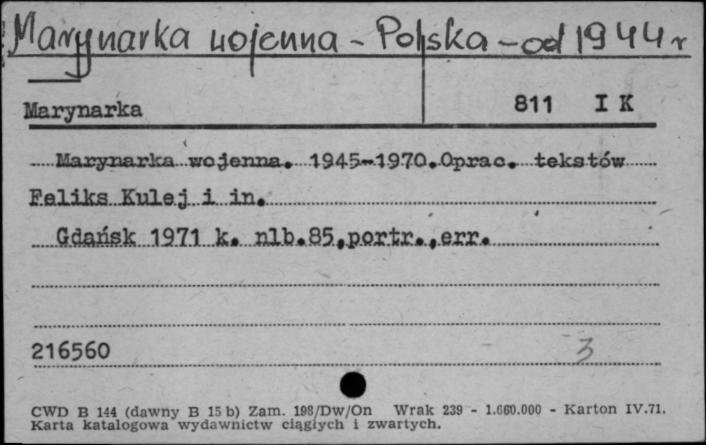 Marynarka wojenna - Polska - od 1944 r
Marynarka 811 I K
Marynarka wojenna. 1945-1970. Oprac. tekstów
Feliks Kulej i in.
Gdańsk 1971 k. nlb. 85, portr., err.
216560 3
CWD B 144 (dawny B 15 b) Zam. 198/Dw/On Wrak 239 - 1.660.000 - Karton IV.71.
Karta katalogowa wydawnictw ciągłych i zwartych.